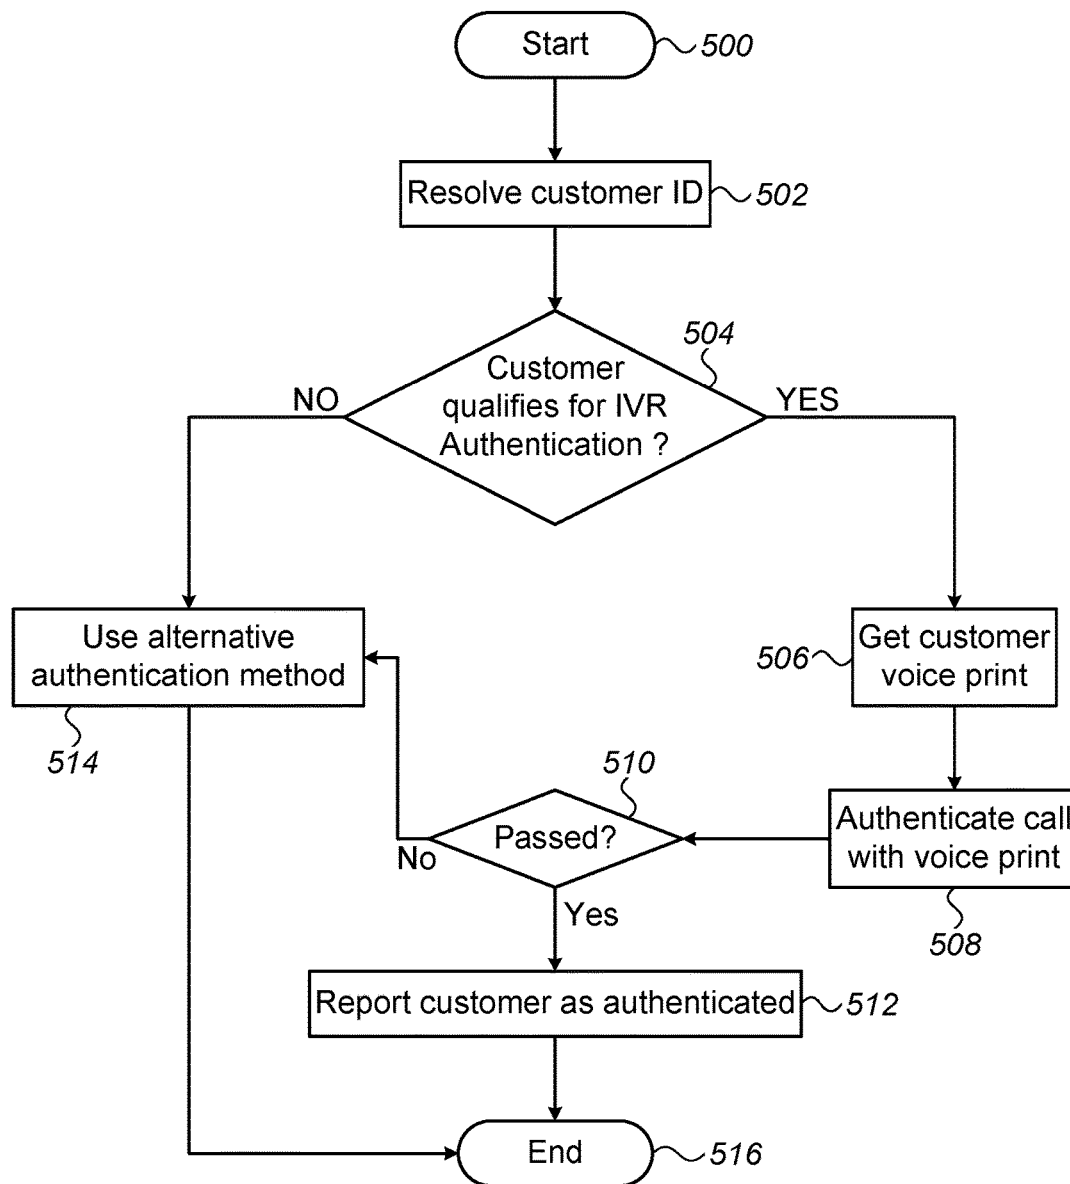 Start
500
Resolve customer ID
502
504
Customer
qualifies for IVR
Authentication ?
NO
YES
Use alternative
authentication method
514
Get customer
voice print
506
510
Passed?
No
Yes
Authenticate call
with voice print
508
Report customer as authenticated
512
End
516